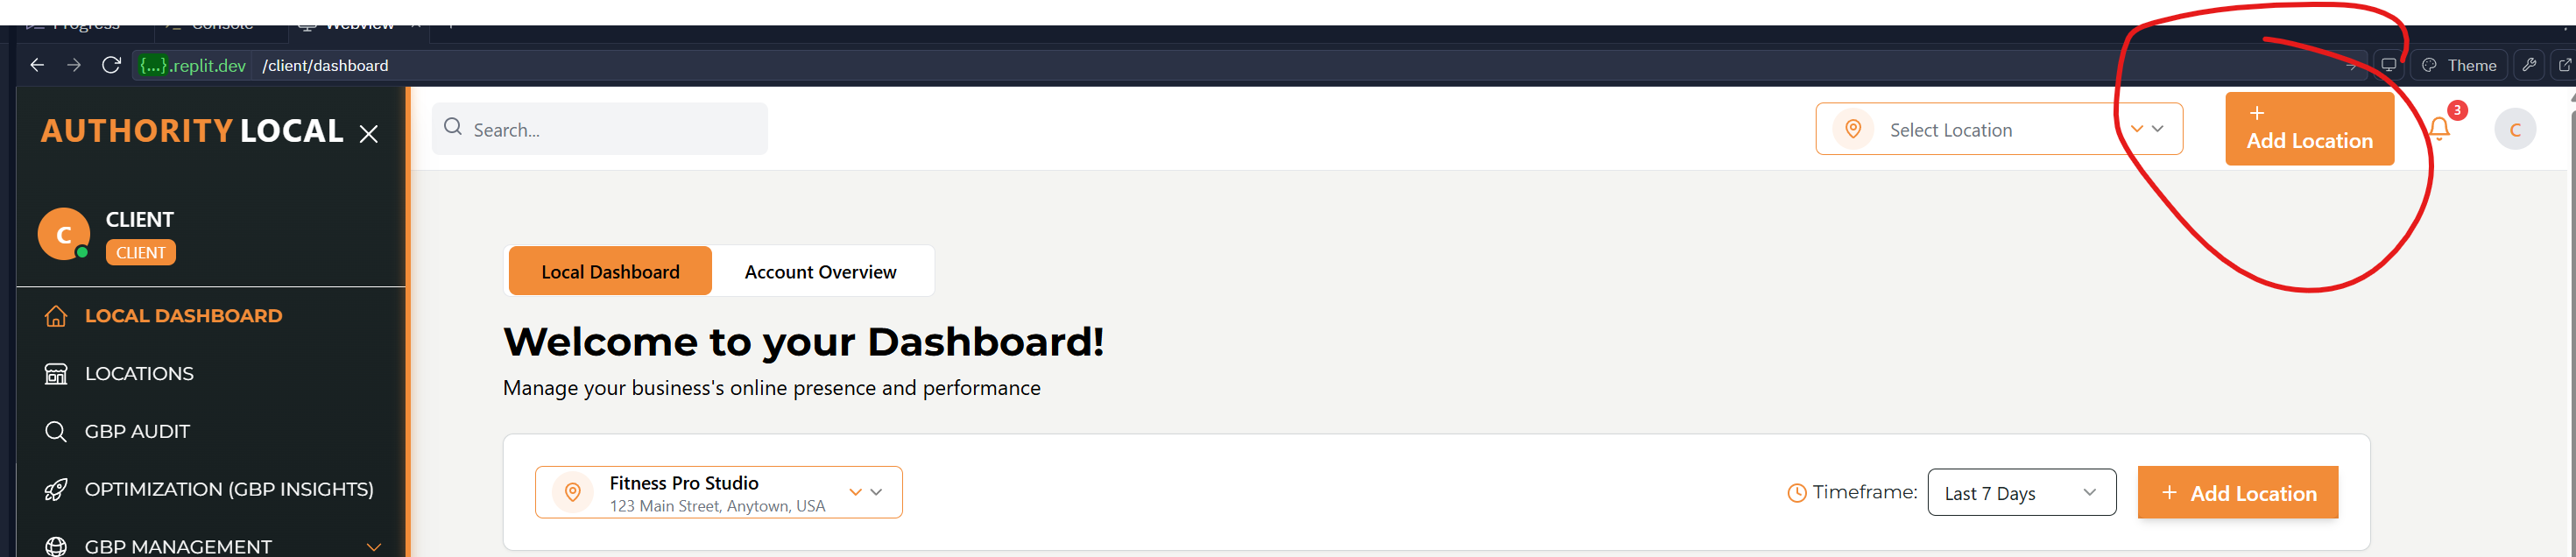 Progress
Console
Webview
{...}.replit.dev /client/dashboard
Theme
AUTHORITY LOCAL
Search...
Select Location
+
Add Location
3
C
C
CLIENT
CLIENT
Local Dashboard
Account Overview
LOCAL DASHBOARD
Welcome to your Dashboard!
LOCATIONS
Manage your business's online presence and performance
GBP AUDIT
OPTIMIZATION (GBP INSIGHTS)
Fitness Pro Studio
123 Main Street, Anytown, USA
Timeframe:
Last 7 Days
+ Add Location
GBP MANAGEMENT